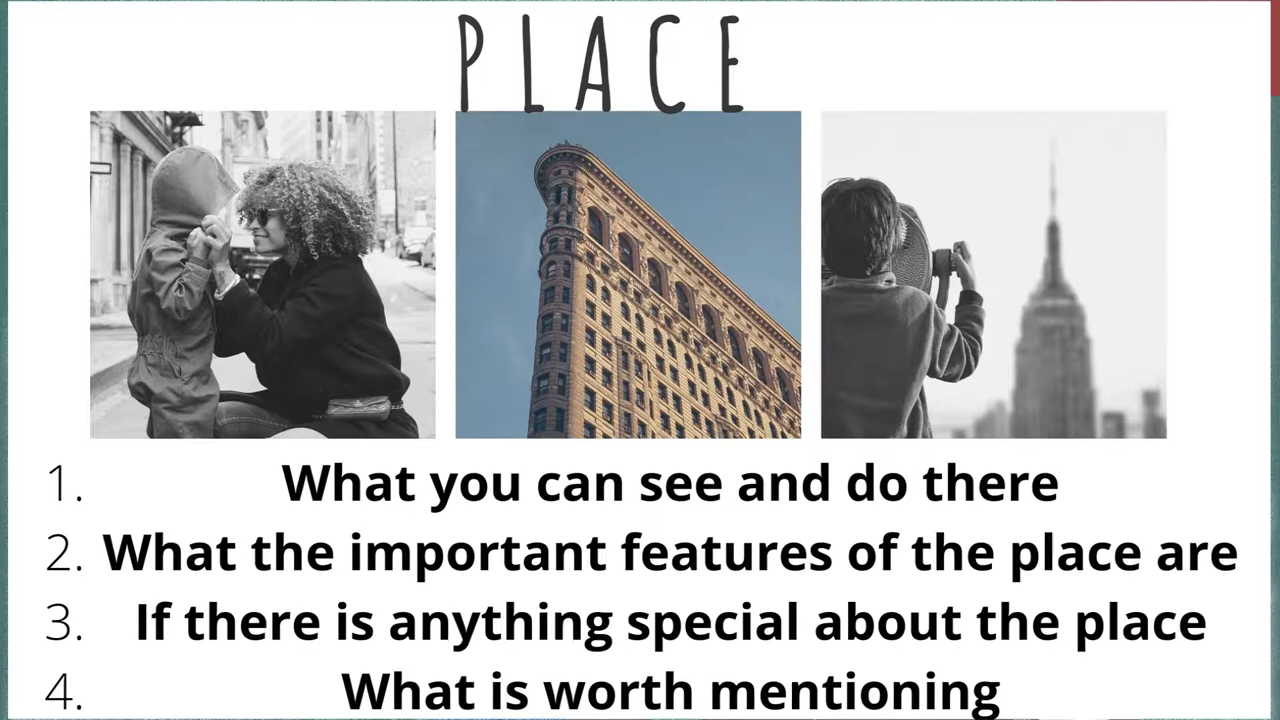 PLACE
1. What you can see and do there
2. What the important features of the place are
3. If there is anything special about the place
4. What is worth mentioning